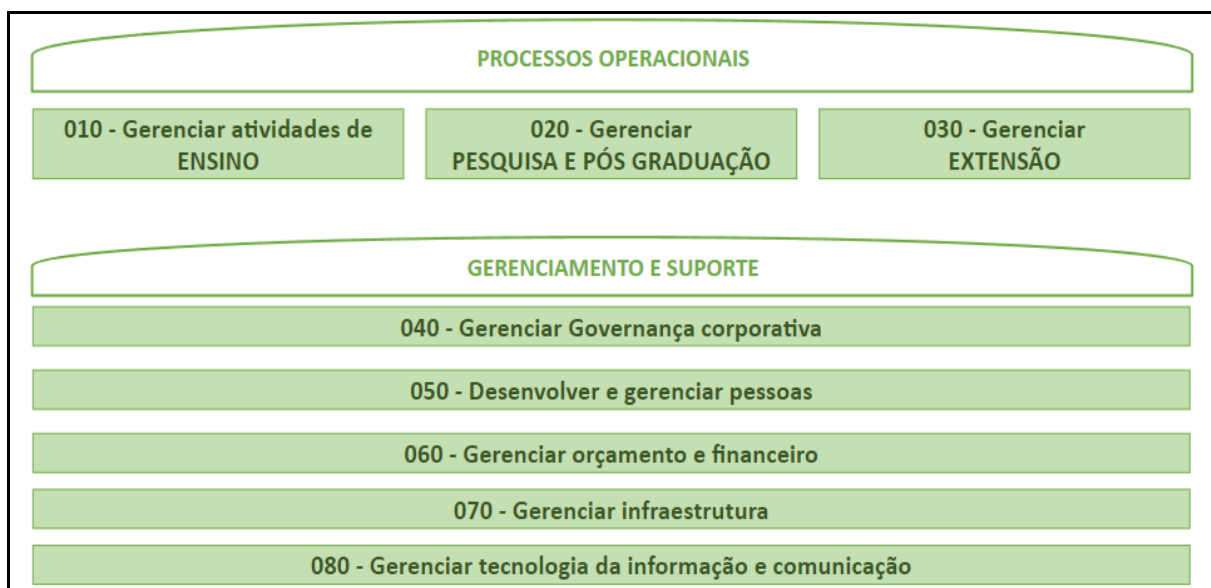 PROCESSOS OPERACIONAIS
010 - Gerenciar atividades de
ENSINO
020 - Gerenciar
PESQUISA E PÓS GRADUAÇÃO
030 - Gerenciar
EXTENSÃO
GERENCIAMENTO E SUPORTE
040 - Gerenciar Governança corporativa
050 - Desenvolver e gerenciar pessoas
060 - Gerenciar orçamento e financeiro
070 - Gerenciar infraestrutura
080 - Gerenciar tecnologia da informação e comunicação